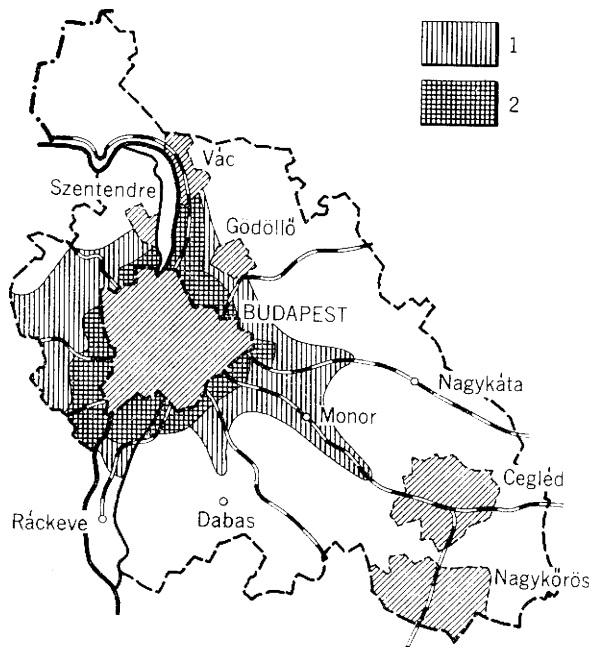 1
2
Vác
Szentendre
Gödöllő
BUDAPEST
Nagykáta
Monor
Cegléd
Ráckeve
Dabas
Nagykőrös